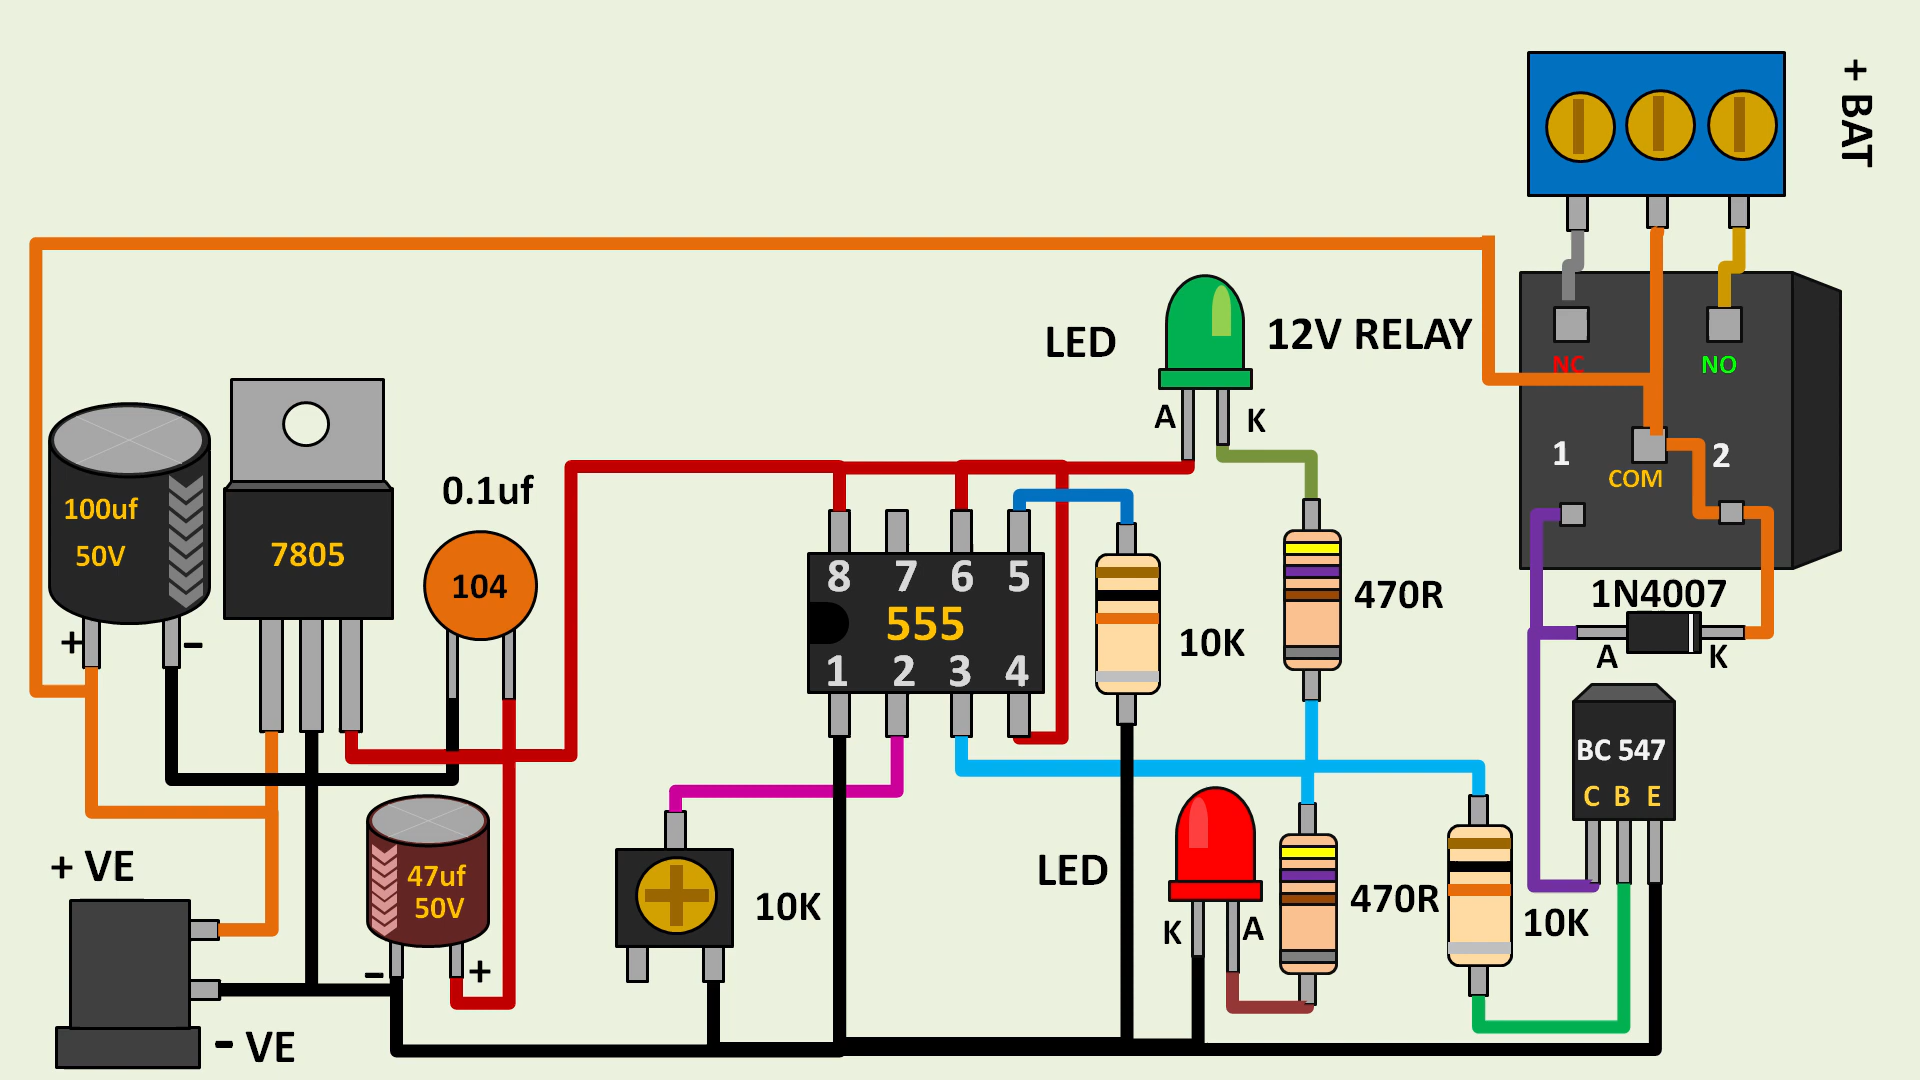 + BAT
LED
12V RELAY
NC
NO
A
K
1
COM
2
100uf
50V
7805
0.1uf
104
8 7 6 5
555
1 2 3 4
10K
470R
1N4007
A
K
+
-
BC 547
C B E
+ VE
47uf
50V
-
+
10K
LED
K
A
470R
10K
- VE